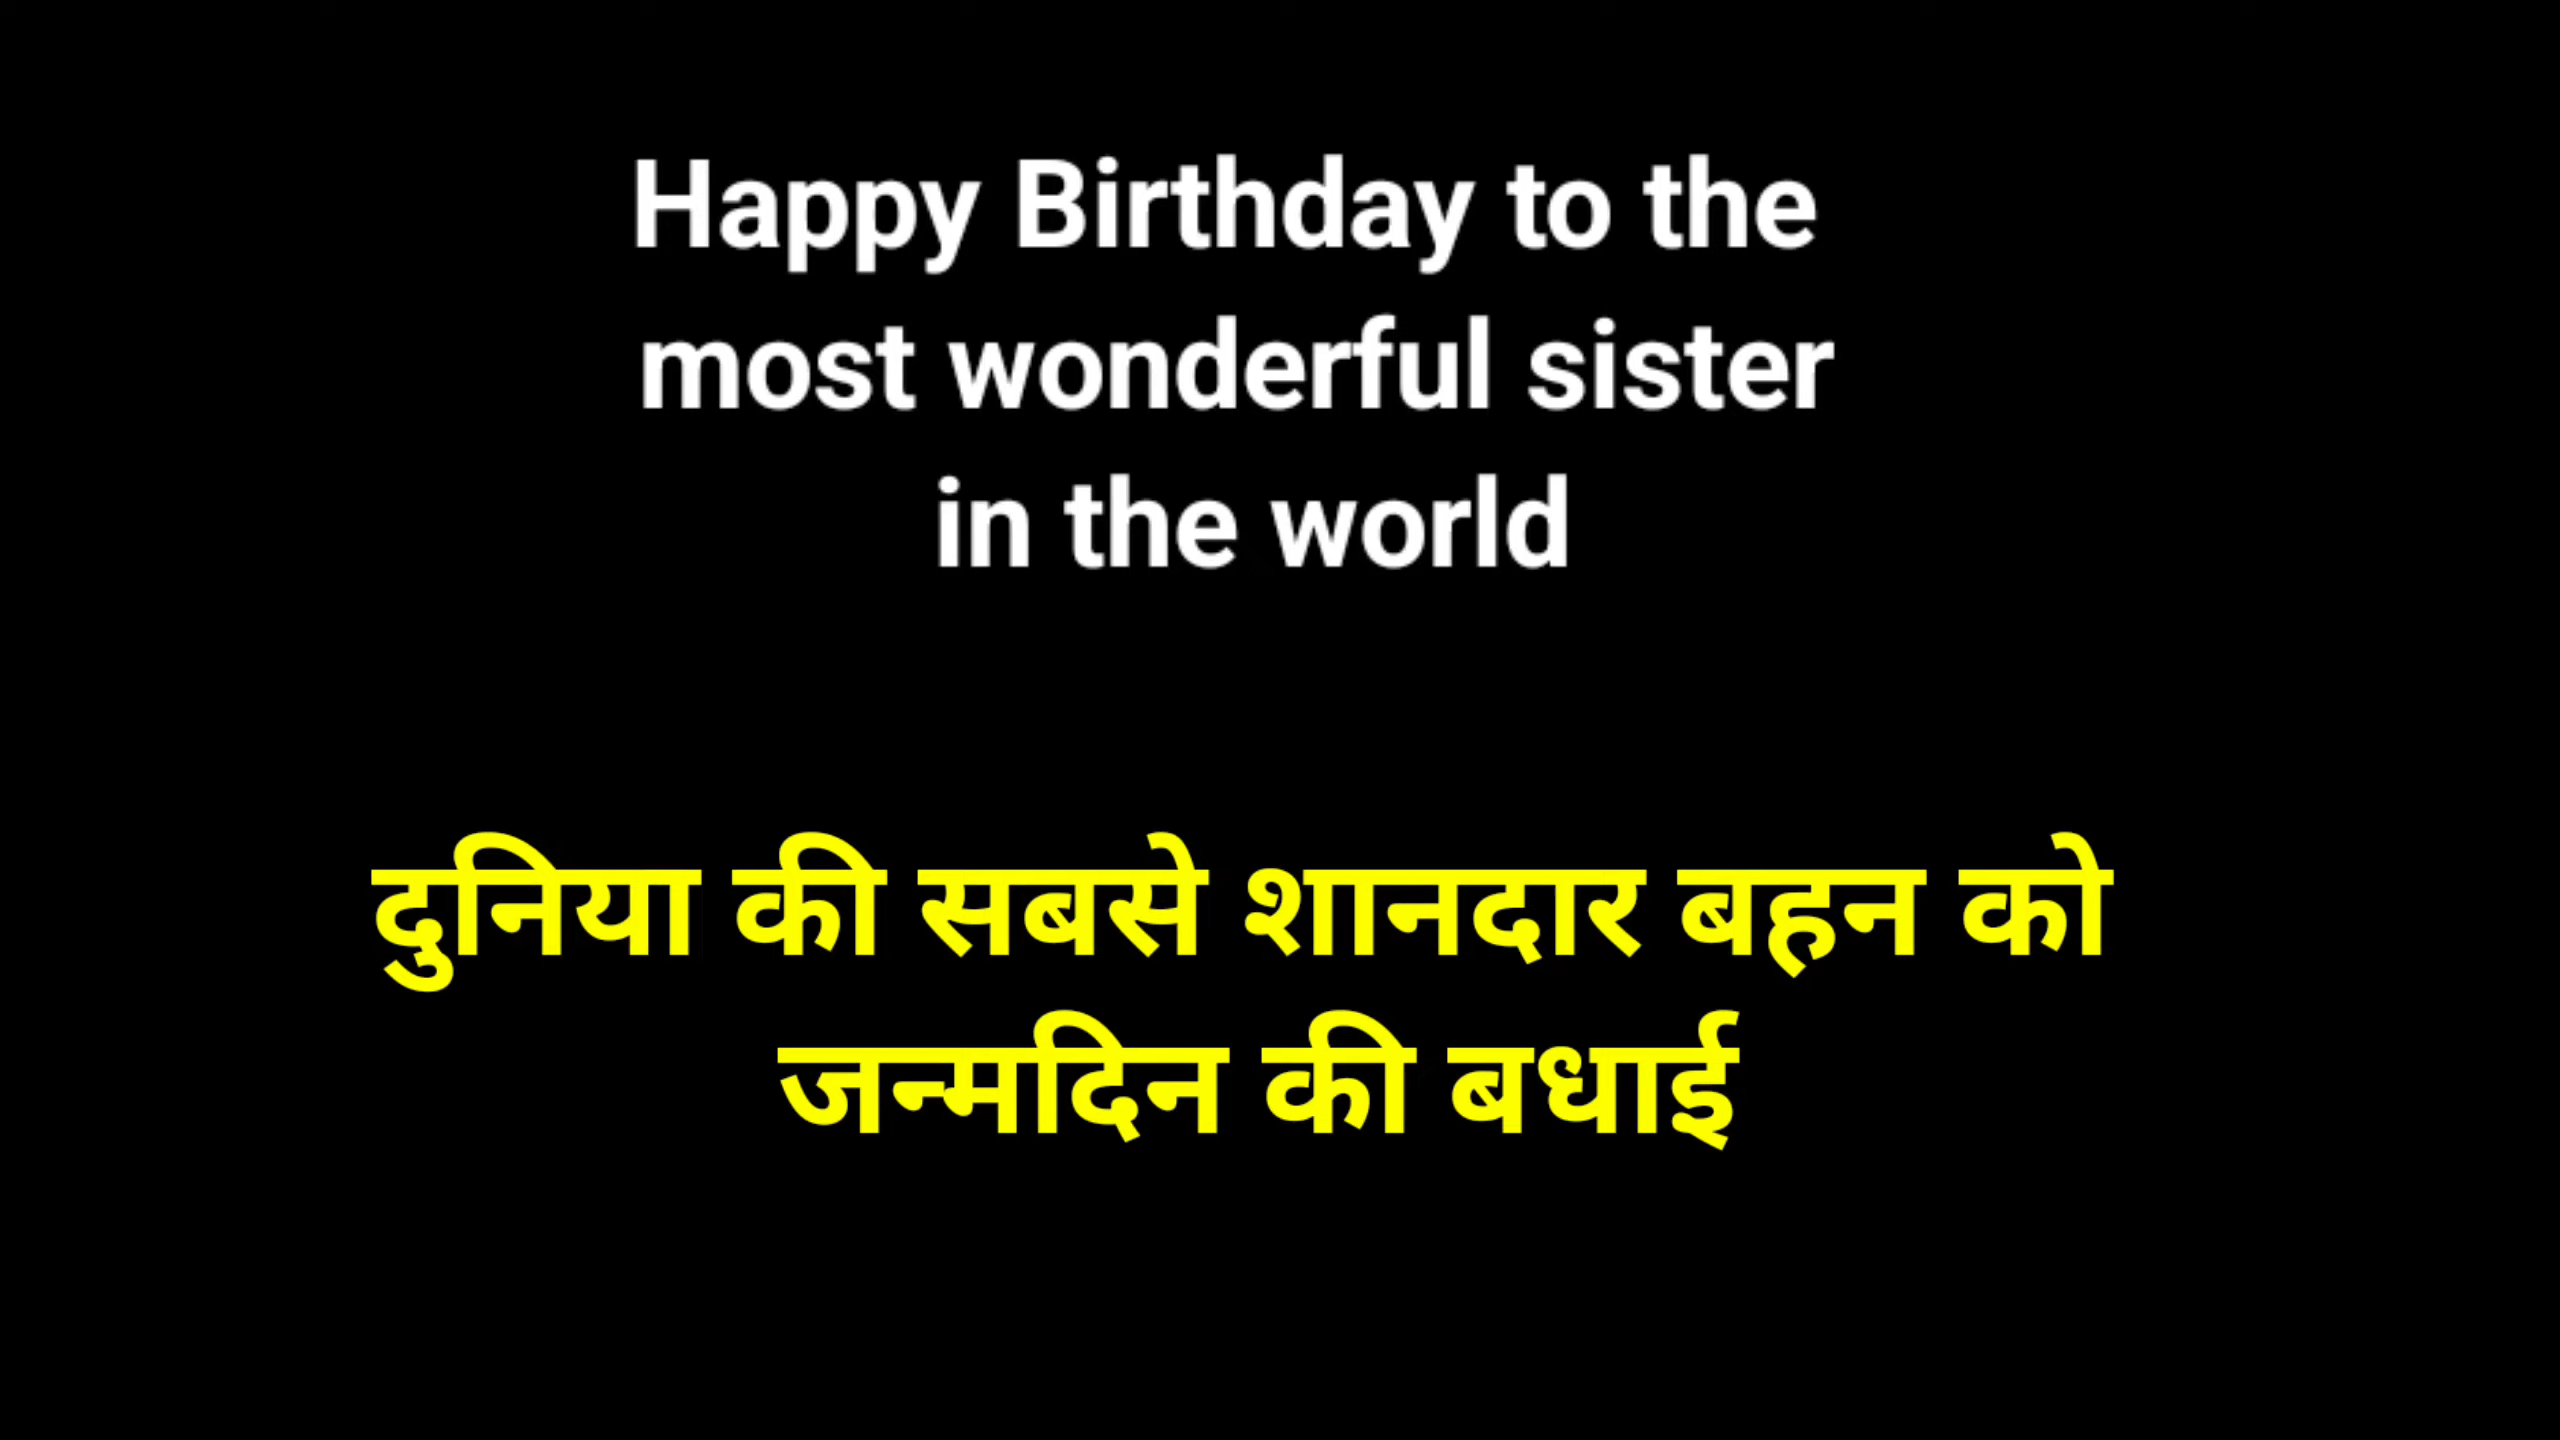 Happy Birthday to the
most wonderful sister
in the world
दुनिया की सबसे शानदार बहन को
जन्मदिन की बधाई